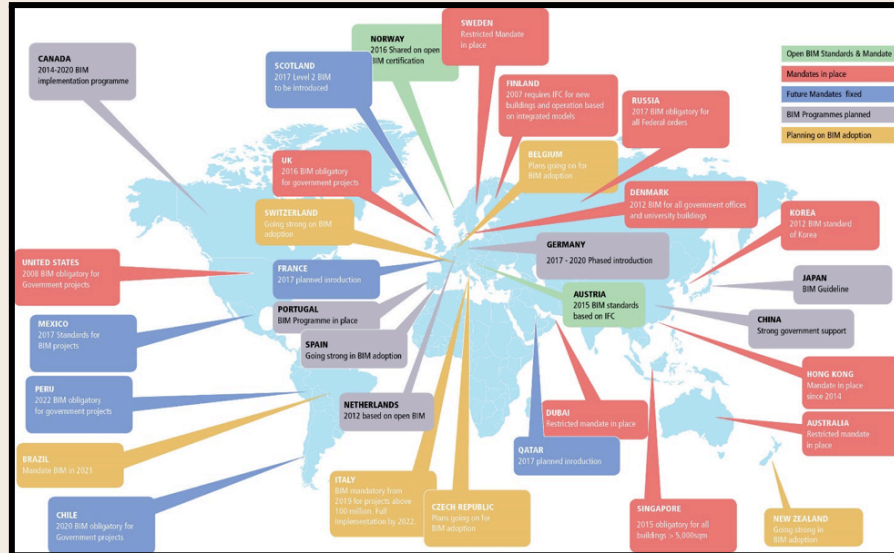 CANADA
2014-2020 BIM
implementation programme
SCOTLAND
2017 Level 2 BIM
to be introduced
NORWAY
2016 Shared on open
BIM certification
SWEDEN
Restricted Mandate
in place
FINLAND
2007 requires IFC for new
buildings and operation based
on integrated models
RUSSIA
2017 BIM obligatory for
all Federal orders
Open BIM Standards & Mandate
Mandates in place
Future Mandates fixed
BIM Programmes planned
Planning on BIM adoption
UK
2016 BIM obligatory
for government projects
BELGIUM
Plans going on for
BIM adoption
SWITZERLAND
Going strong on BIM
adoption
DENMARK
2012 BIM for all government offices
and university buildings
KOREA
2012 BIM standard
of Korea
UNITED STATES
2008 BIM obligatory for
Government projects
FRANCE
2017 planned inroduction
GERMANY
2017 - 2020 Phased introduction
JAPAN
BIM Guideline
AUSTRIA
2015 BIM standards
based on IFC
PORTUGAL
BIM Programme in place
CHINA
Strong government support
MEXICO
2017 Standards for
BIM projects
SPAIN
Going strong in BIM adoption
HONG KONG
Mandate in place
since 2014
PERU
2022 BIM obligatory
for government projects
NETHERLANDS
2012 based on open BIM
DUBAI
Restricted mandate in place
AUSTRALIA
Restricted mandate
in place
QATAR
2017 planned inroduction
BRAZIL
Mandate BIM in 2021
ITALY
BIM mandatory from
2019 for projects above
100 million. Full
implementation by 2022.
CZECH REPUBLIC
Plans going on for
BIM adoption
SINGAPORE
2015 obligatory for all
buildings > 5,000sqm
NEW ZEALAND
Going strong in
BIM adoption
CHILE
2020 BIM obligatory for
Government projects